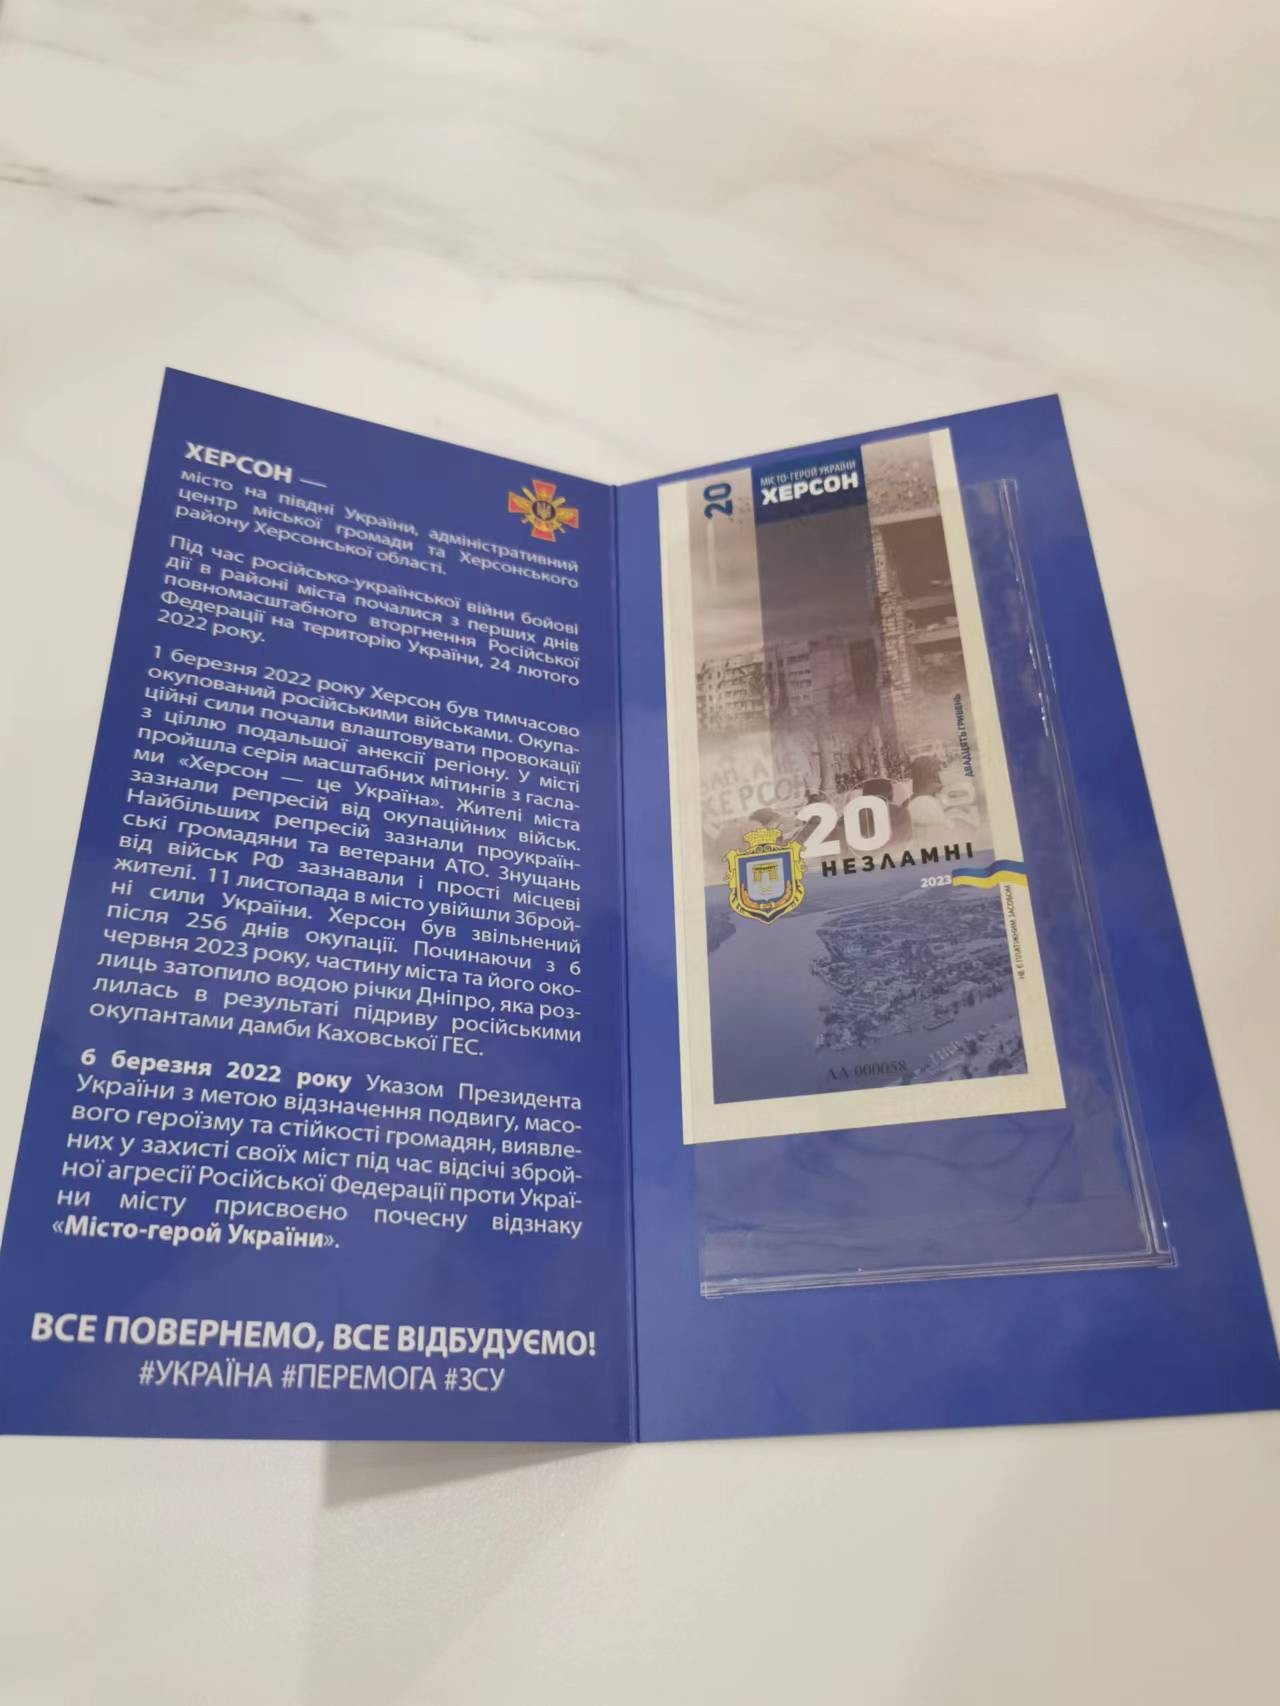 ХЕРСОН —
місто на півдні України, адміністративний
центр міської громади та Херсонського
району Херсонської області.
Під час російсько-української війни бойові
дії в районі міста почалися з перших днів
повномасштабного вторгнення Російської
Федерації на територію України, 24 лютого
2022 року.
1 березня 2022 року Херсон був тимчасово
окупований російськими військами. Окупа-
ційні сили почали влаштовувати провокації
з ціллю подальшої анексії регіону. У місті
пройшла серія масштабних мітингів з гасла-
ми «Херсон — це Україна». Жителі міста
зазнали репресій від окупаційних військ.
Найбільших репресій зазнали проукраїн-
ські громадяни та ветерани АТО. Знущань
від військ РФ зазнавали і прості місцеві
жителі. 11 листопада в місто увійшли Зброй-
ні сили України. Херсон був звільнений
після 256 днів окупації. Починаючи з 6
червня 2023 року, частину міста та його око-
лиць затопило водою річки Дніпро, яка роз-
лилась в результаті підриву російськими
окупантами дамби Каховської ГЕС.
6 березня 2022 року Указом Президента
України з метою відзначення подвигу, масо-
вого героїзму та стійкості громадян, виявле-
них у захисті своїх міст під час відсічі зброй-
ної агресії Російської Федерації проти Украї-
ни місту присвоєно почесну відзнаку
«Місто-герой України».
ВСЕ ПОВЕРНЕМО, ВСЕ ВІДБУДУЄМО!
#УКРАЇНА #ПЕРЕМОГА #ЗСУ
20
МІСТО-ГЕРОЙ УКРАЇНИ
ХЕРСОН
ДВАДЦЯТЬ ГРИВЕНЬ
20
ХЕРСОН
20
НЕЗЛАМНІ
2023
НЕ Є ПЛАТІЖНИМ ЗАСОБОМ
АА 000058